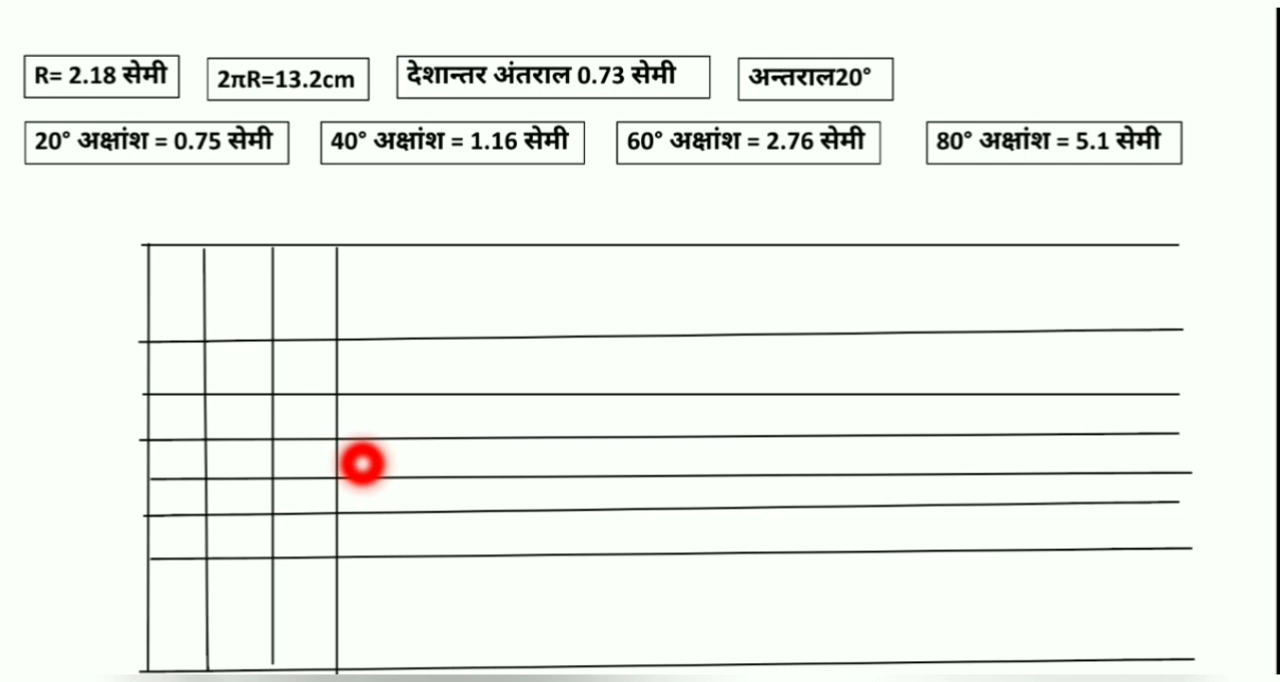 R= 2.18 सेमी 2πR=13.2cm देशान्तर अंतराल 0.73 सेमी अन्तराल20°
20° अक्षांश = 0.75 सेमी 40° अक्षांश = 1.16 सेमी 60° अक्षांश = 2.76 सेमी 80° अक्षांश = 5.1 सेमी